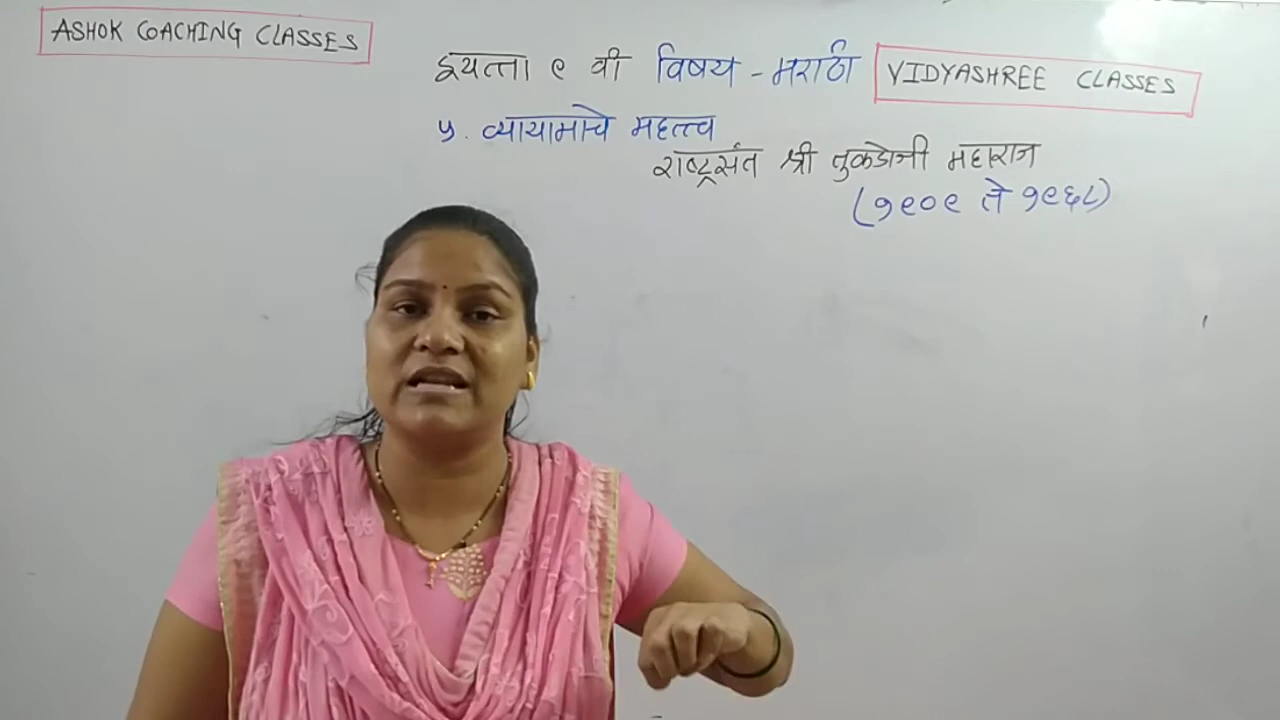 ASHOK COACHING CLASSES
इयत्ता ९ वी विषय - मराठी
VIDYASHREE CLASSES
५. व्यायामाचे महत्त्व
राष्ट्रसंत श्री तुकडोजी महाराज
(१९०९ ते १९६८)